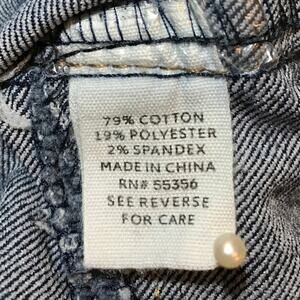 79% COTTON
19% POLYESTER
2% SPANDEX
MADE IN CHINA
RN# 55356
SEE REVERSE
FOR CARE